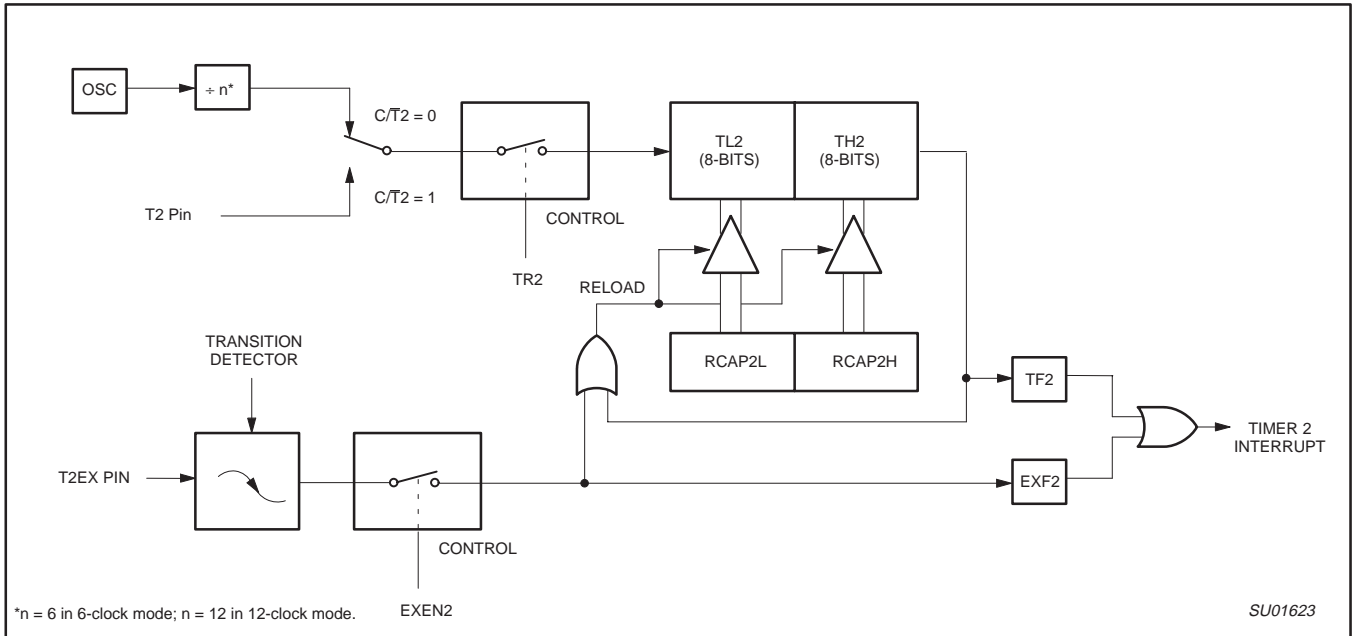 OSC
÷ n*
C/T̅2 = 0
TL2
(8-BITS)
TH2
(8-BITS)
T2 Pin
C/T̅2 = 1
CONTROL
TR2
RELOAD
TRANSITION
DETECTOR
RCAP2L
RCAP2H
TF2
TIMER 2
INTERRUPT
T2EX PIN
EXF2
CONTROL
EXEN2
*n = 6 in 6-clock mode; n = 12 in 12-clock mode.
SU01623